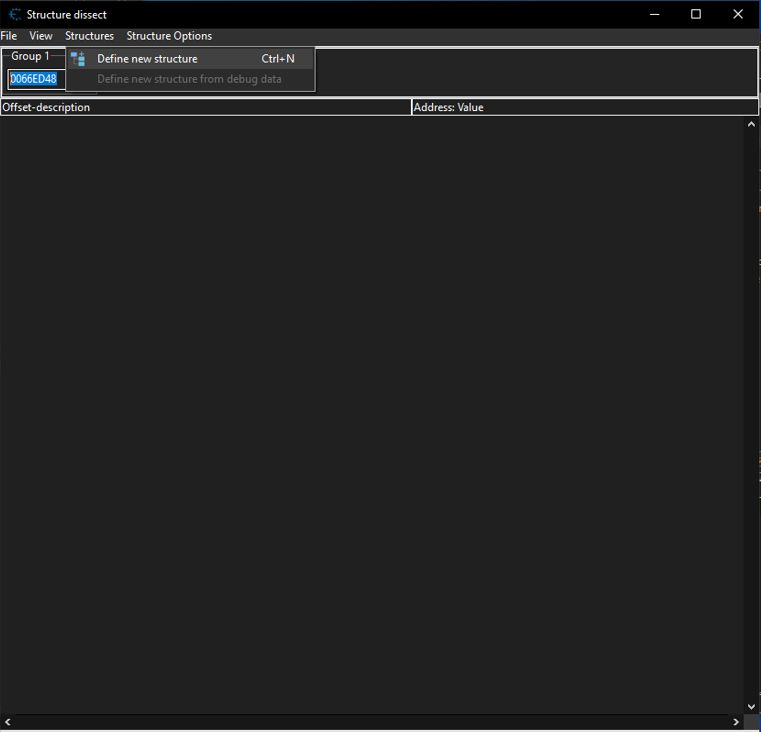 Structure dissect
File View Structures Structure Options
Group 1
Define new structure Ctrl+N
0066ED48
Define new structure from debug data
Offset-description Address: Value